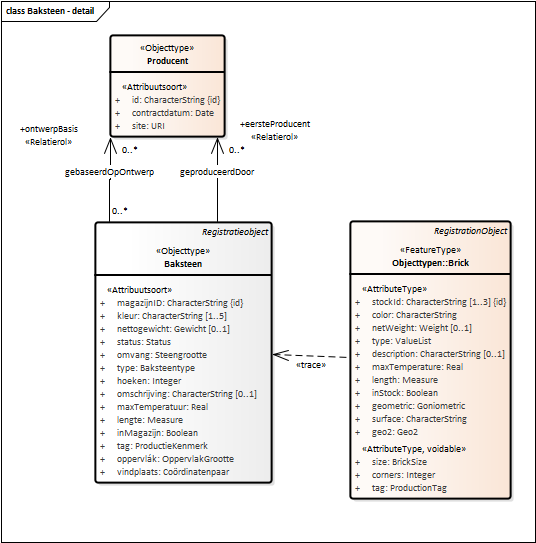 class Baksteen - detail
«Objecttype»
Producent
«Attribuutsoort»
+ id: CharacterString {id}
+ contractdatum: Date
+ site: URI
+ontwerpBasis
«Relatierol»
0..*
+eersteProducent
«Relatierol»
0..*
gebaseerdOpOntwerp
geproduceerdDoor
0..*
Registratieobject
«Objecttype»
Baksteen
«Attribuutsoort»
+ magazijnID: CharacterString {id}
+ kleur: CharacterString [1..5]
+ nettogewicht: Gewicht [0..1]
+ status: Status
+ omvang: Steengrootte
+ type: Baksteentype
+ hoeken: Integer
+ omschrijving: CharacterString [0..1]
+ maxTemperatuur: Real
+ lengte: Measure
+ inMagazijn: Boolean
+ tag: ProductieKenmerk
+ oppervlák: OppervlakGrootte
+ vindplaats: Coördinatenpaar
«trace»
RegistrationObject
«FeatureType»
Objecttypen::Brick
«AttributeType»
+ stockId: CharacterString [1..3] {id}
+ color: CharacterString
+ netWeight: Weight [0..1]
+ type: ValueList
+ description: CharacterString [0..1]
+ maxTemperature: Real
+ length: Measure
+ inStock: Boolean
+ geometric: Goniometric
+ surface: CharacterString
+ geo2: Geo2
«AttributeType, voidable»
+ size: BrickSize
+ corners: Integer
+ tag: ProductionTag